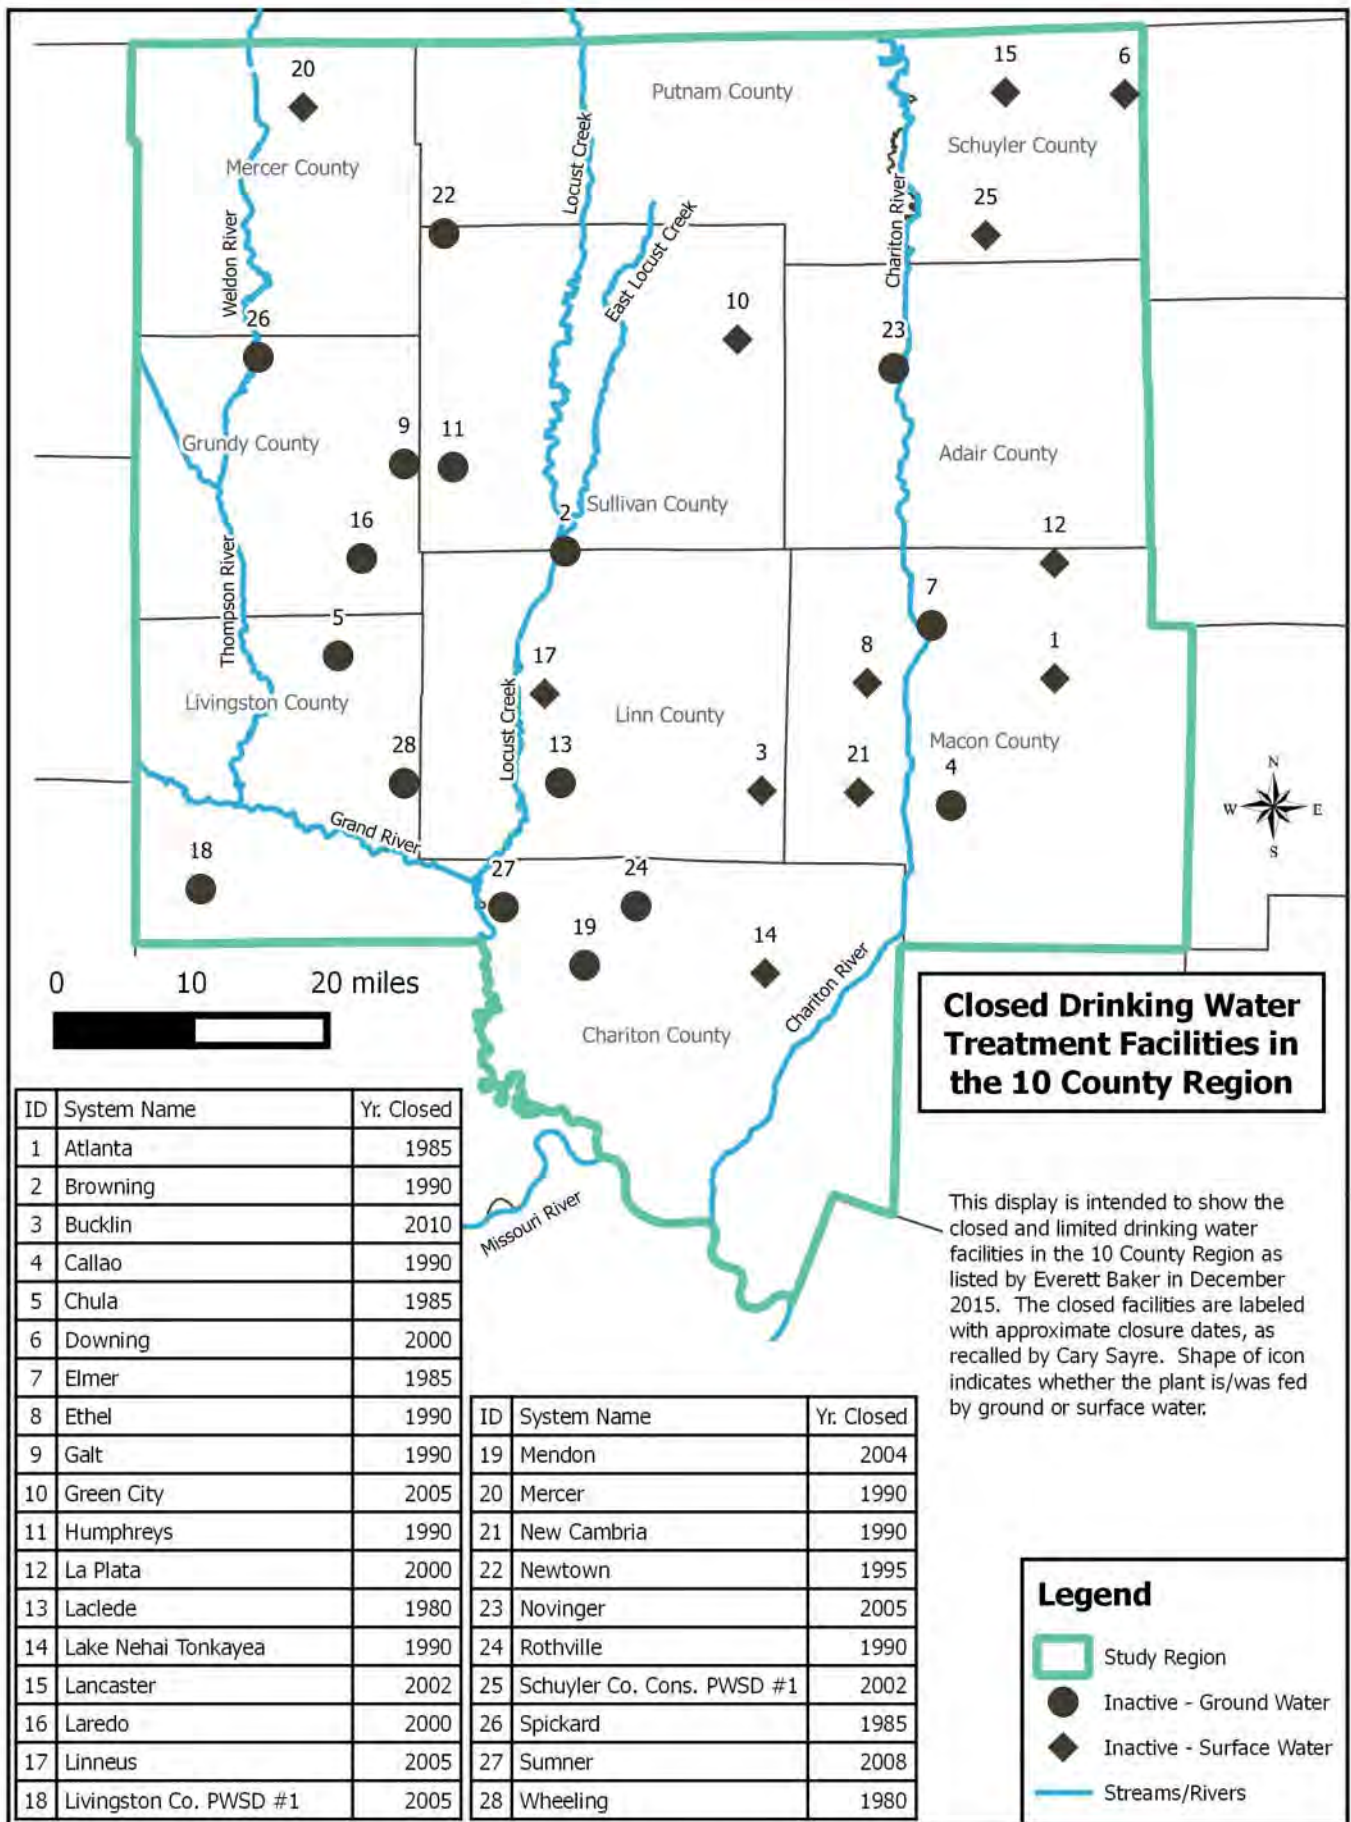 20
15
6
Putnam County
Mercer County
Locust Creek
Schuyler County
22
Chariton River
25
Weldon River
East Locust Creek
26
10
23
Grundy County
9
11
Adair County
Sullivan County
16
2
12
Thompson River
5
7
8
1
17
Livingston County
Locust Creek
Linn County
28
13
3
21
Macon County
4
N
W
E
S
Grand River
18
27
24
19
14
Chariton River
0 10 20 miles
Chariton County
Missouri River
Closed Drinking Water
Treatment Facilities in
the 10 County Region
This display is intended to show the
closed and limited drinking water
facilities in the 10 County Region as
listed by Everett Baker in December
2015. The closed facilities are labeled
with approximate closure dates, as
recalled by Cary Sayre. Shape of icon
indicates whether the plant is/was fed
by ground or surface water.
ID System Name Yr. Closed
1 Atlanta 1985
2 Browning 1990
3 Bucklin 2010
4 Callao 1990
5 Chula 1985
6 Downing 2000
7 Elmer 1985
8 Ethel 1990
9 Galt 1990
10 Green City 2005
11 Humphreys 1990
12 La Plata 2000
13 Laclede 1980
14 Lake Nehai Tonkayea 1990
15 Lancaster 2002
16 Laredo 2000
17 Linneus 2005
18 Livingston Co. PWSD #1 2005
ID System Name Yr. Closed
19 Mendon 2004
20 Mercer 1990
21 New Cambria 1990
22 Newtown 1995
23 Novinger 2005
24 Rothville 1990
25 Schuyler Co. Cons. PWSD #1 2002
26 Spickard 1985
27 Sumner 2008
28 Wheeling 1980
Legend
Study Region
Inactive - Ground Water
Inactive - Surface Water
Streams/Rivers